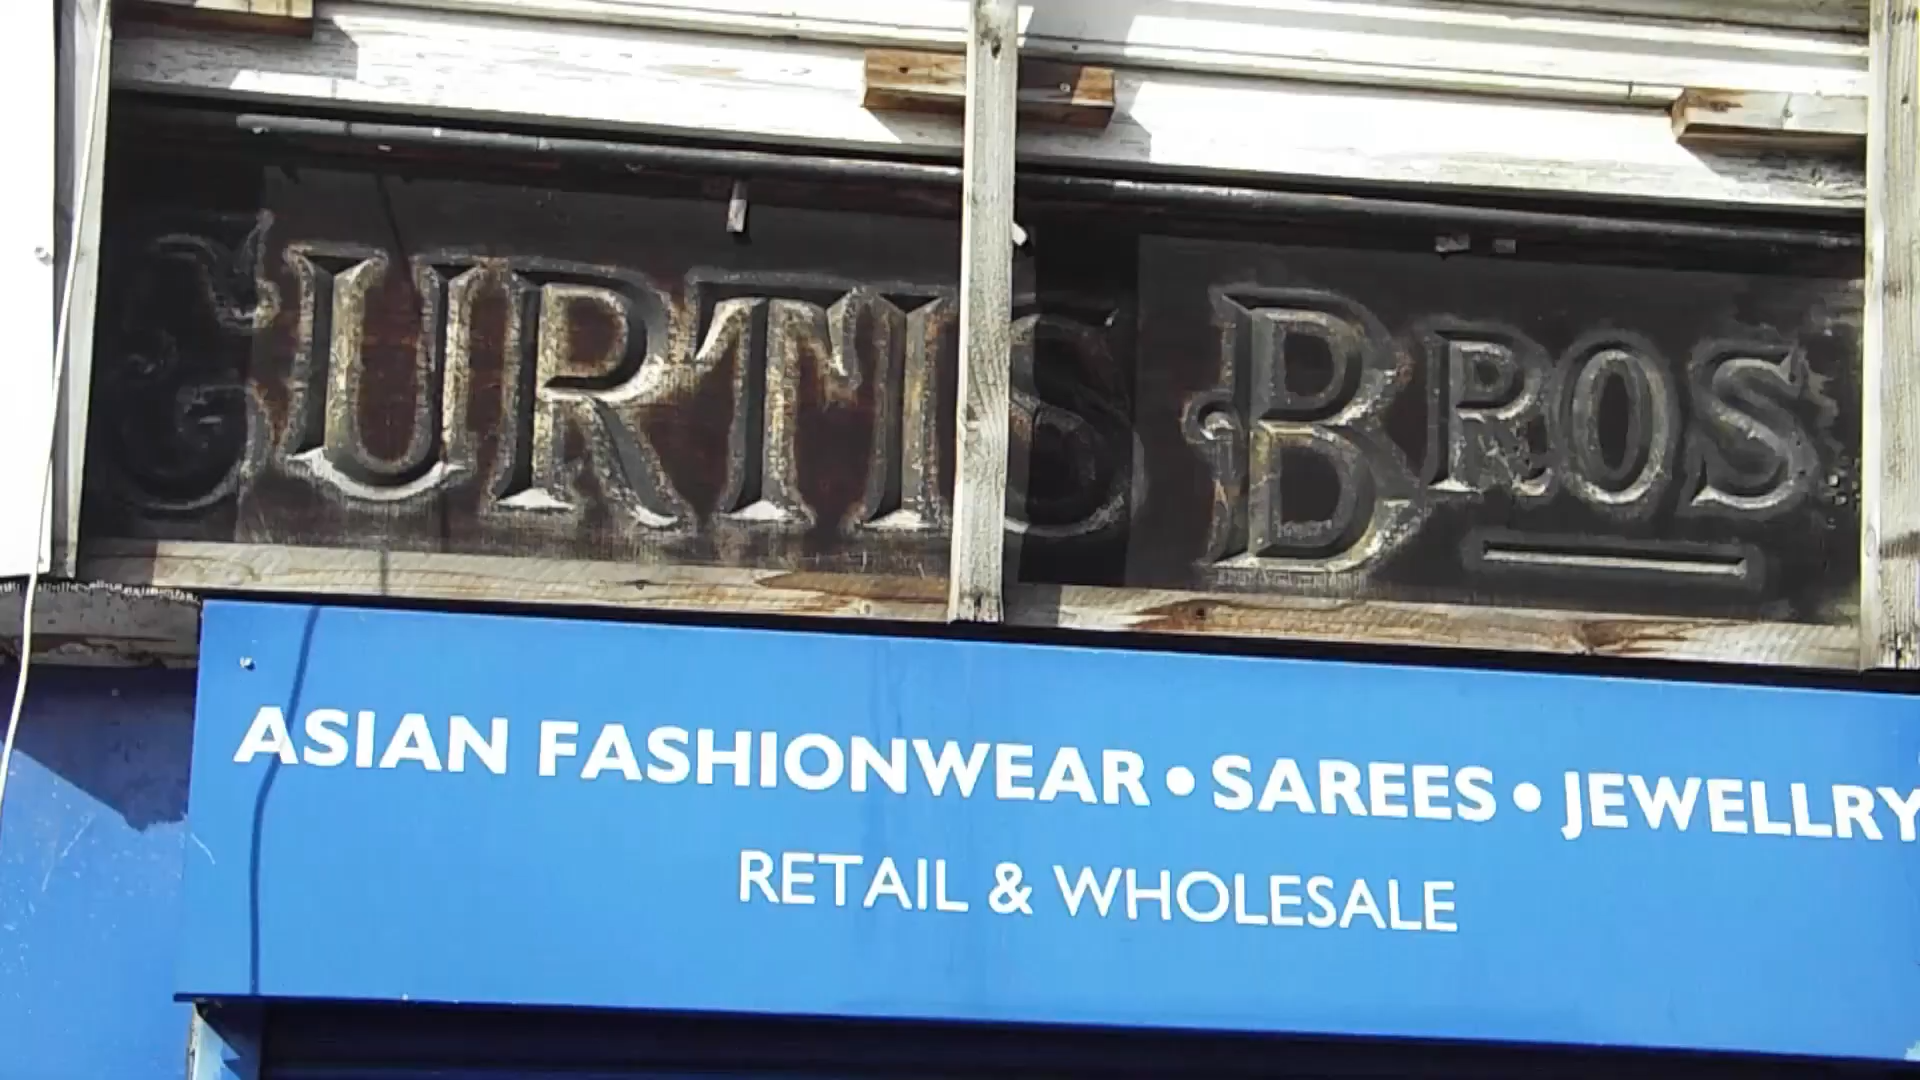 CURTIS BROS
ASIAN FASHIONWEAR • SAREES • JEWELLRY
RETAIL & WHOLESALE